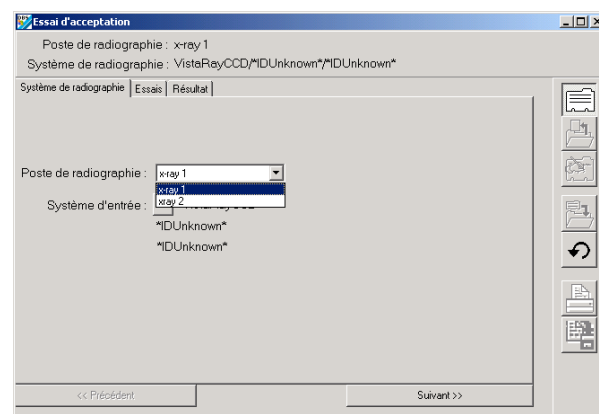 Essai d'acceptation
Poste de radiographie : x-ray 1
Système de radiographie : VistaRayCCD/*IDUnknown*/*IDUnknown*
Système de radiographie Essais Résultat
Poste de radiographie : x-ray 1
x-ray 1
xray 2
Système d'entrée :
*IDUnknown*
*IDUnknown*
<< Précédent Suivant >>